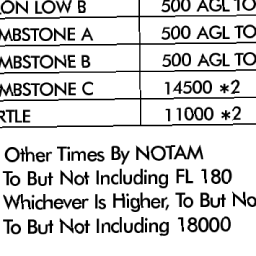 ON LOW B 500 AGL TO
MBSTONE A 500 AGL TO
MBSTONE B 500 AGL TO
MBSTONE C 14500 *2
RTLE 11000 *2
Other Times By NOTAM
To But Not Including FL 180
Whichever Is Higher, To But No
To But Not Including 18000